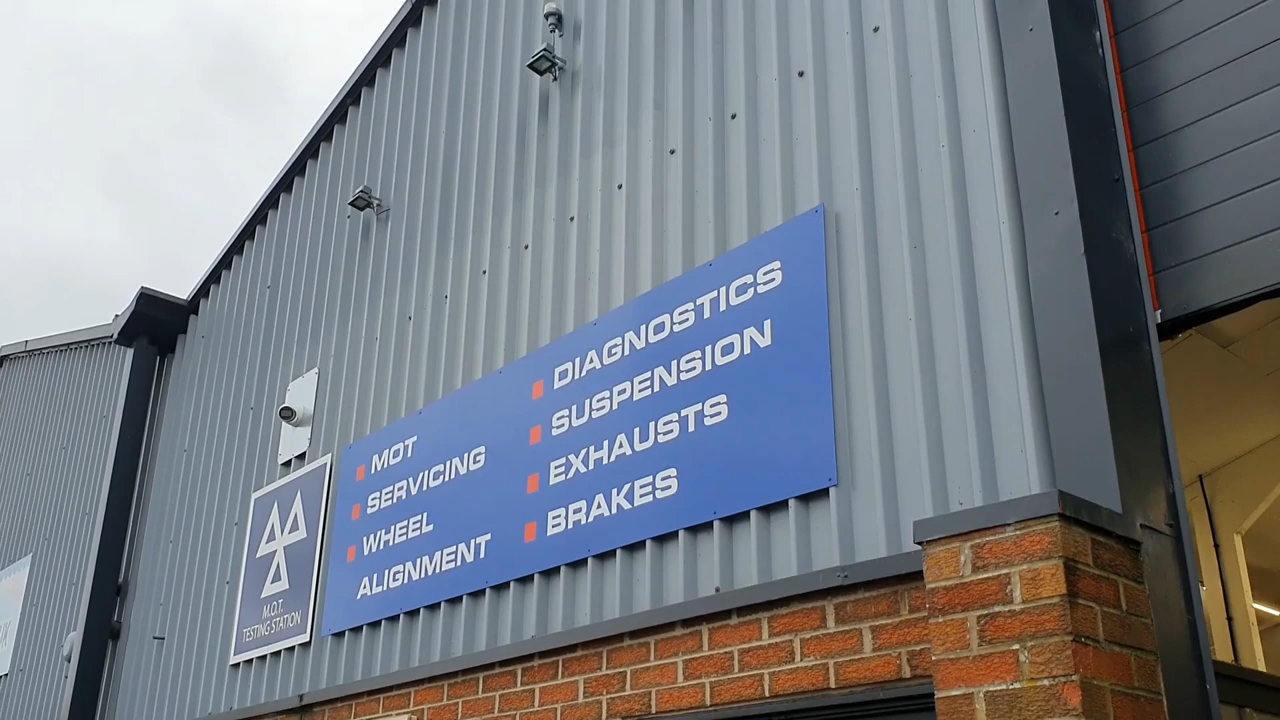 MOT
SERVICING
WHEEL
ALIGNMENT
DIAGNOSTICS
SUSPENSION
EXHAUSTS
BRAKES
M.O.T.
TESTING STATION